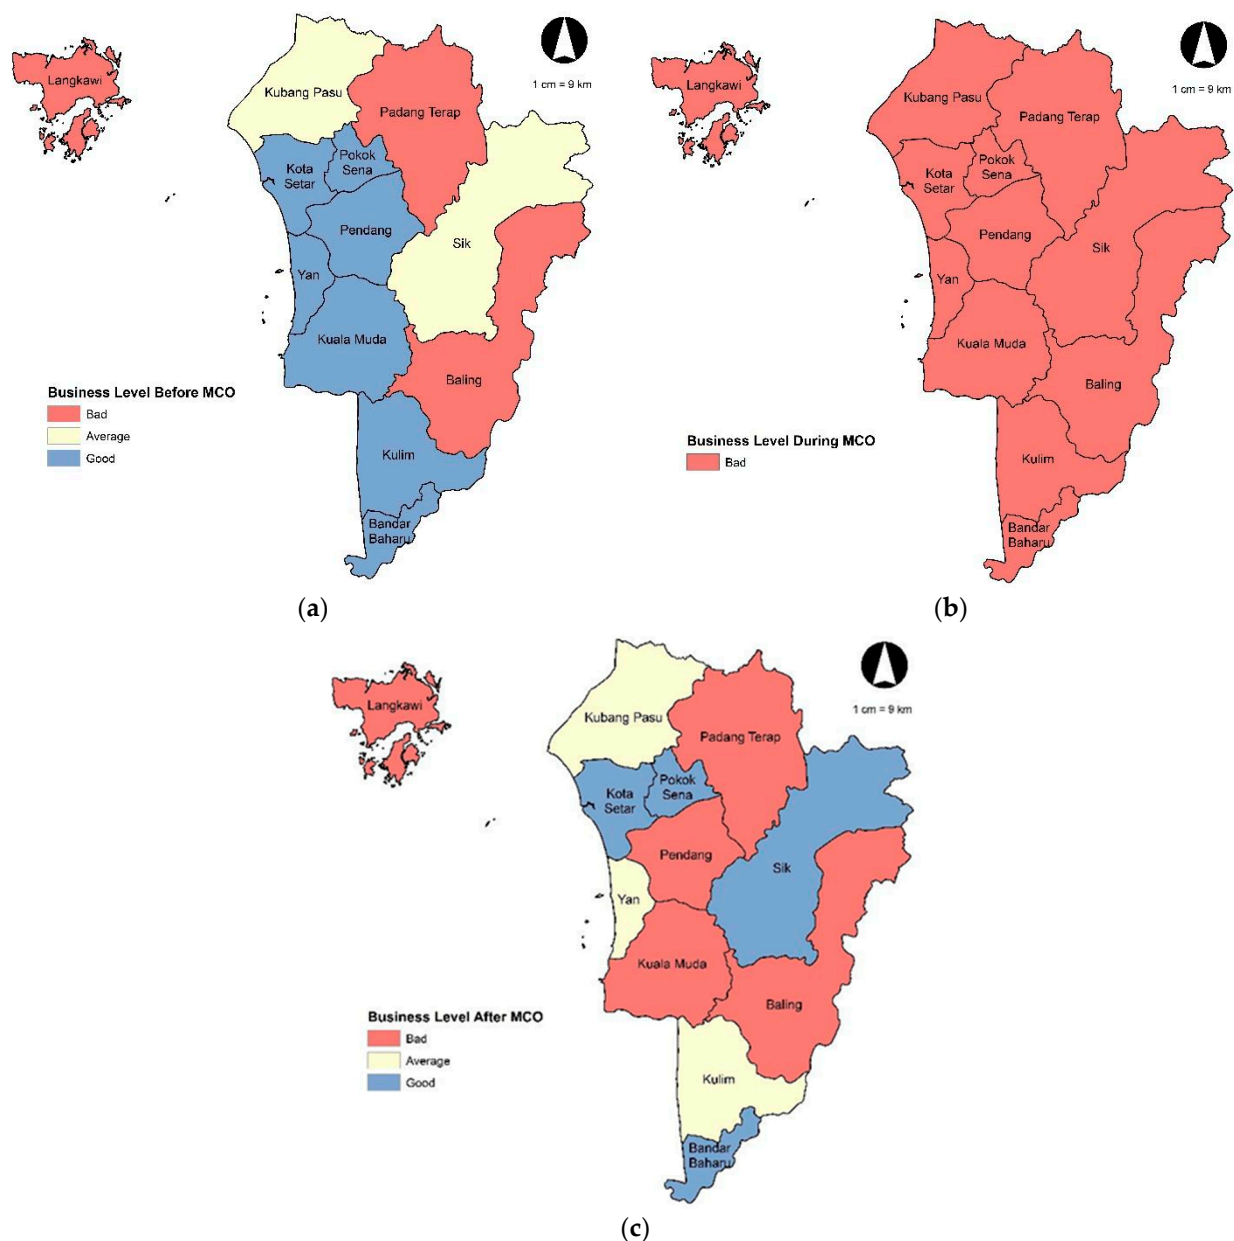 Langkawi
Kubang Pasu
Padang Terap
Kota
Setar
Pokok
Sena
Pendang
Sik
Yan
Kuala Muda
Baling
Kulim
Bandar
Baharu
1 cm = 9 km
Business Level Before MCO
Bad
Average
Good
(a)
Langkawi
Kubang Pasu
Padang Terap
Kota
Setar
Pokok
Sena
Pendang
Sik
Yan
Kuala Muda
Baling
Kulim
Bandar
Baharu
1 cm = 9 km
Business Level During MCO
Bad
(b)
Langkawi
Kubang Pasu
Padang Terap
Kota
Setar
Pokok
Sena
Pendang
Sik
Yan
Kuala Muda
Baling
Kulim
Bandar
Baharu
1 cm = 9 km
Business Level After MCO
Bad
Average
Good
(c)